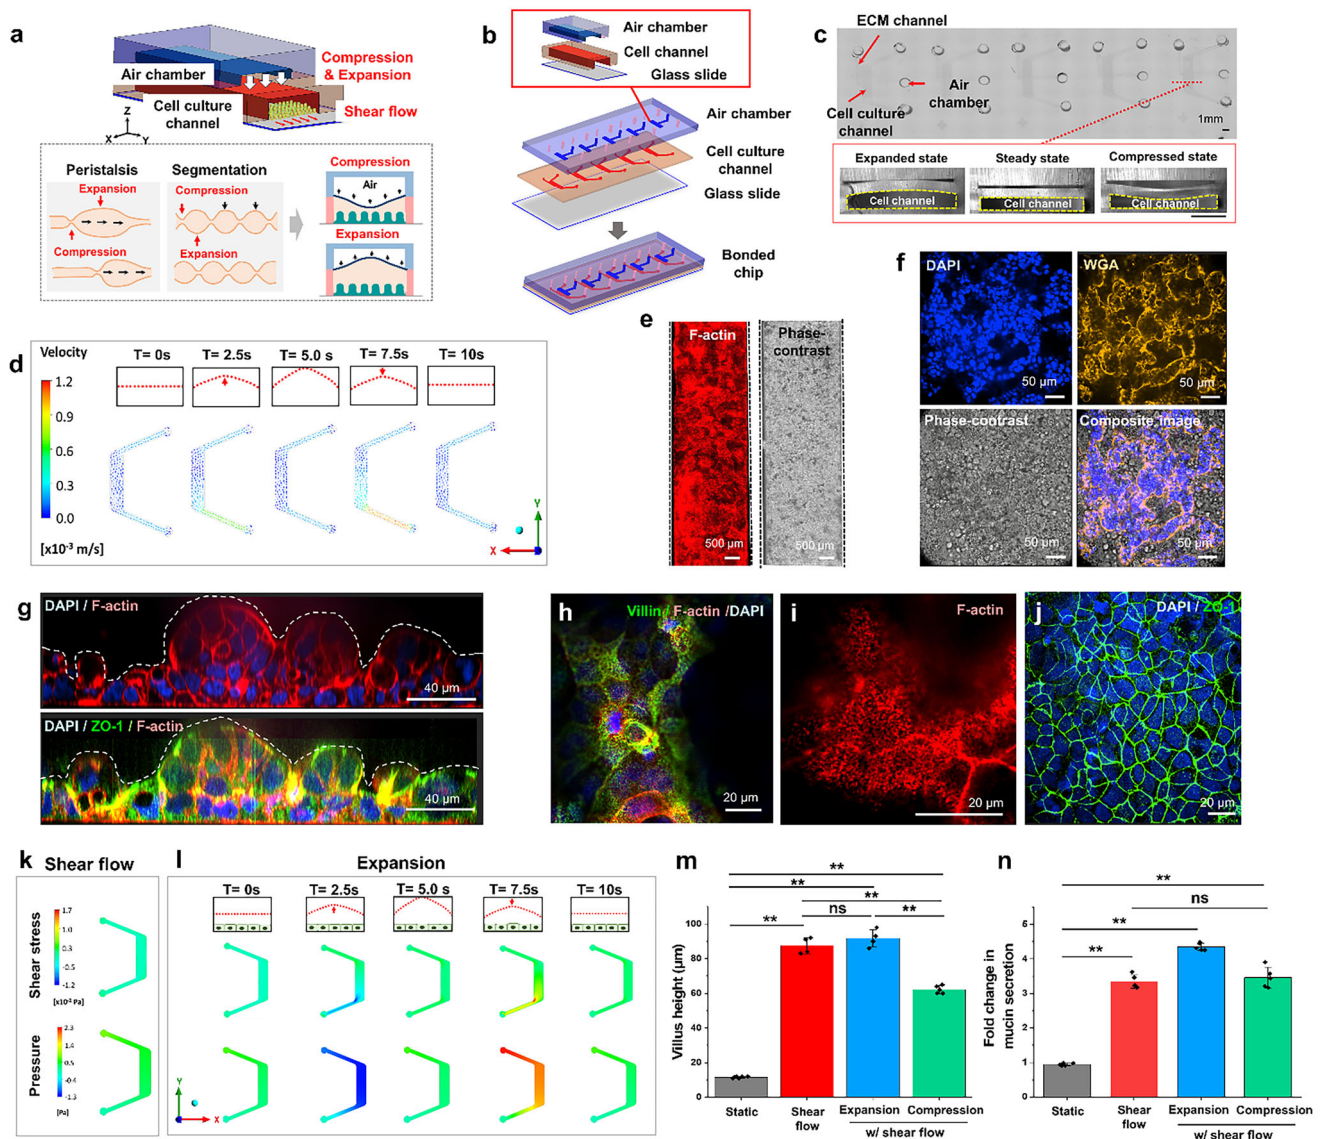 a
Air chamber
Compression
& Expansion
Cell culture
channel
Shear flow
Z
X
Y
Peristalsis
Expansion
Compression
Segmentation
Compression
Expansion
Compression
Air
Expansion
b
Air chamber
Cell channel
Glass slide
Air chamber
Cell culture
channel
Glass slide
Bonded
chip
c
ECM channel
Air
chamber
Cell culture
channel
1mm
Expanded state
Steady state
Compressed state
Cell channel
Cell channel
Cell channel
d
Velocity
T= 0s
T= 2.5s
T= 5.0 s
T= 7.5s
T= 10s
1.2
0.9
0.6
0.3
0.0
[x10-3 m/s]
Y
X
e
F-actin
Phase-
contrast
500 µm
500 µm
f
DAPI
WGA
50 µm
50 µm
Phase-contrast
Composite image
50 µm
50 µm
g
DAPI / F-actin
40 µm
DAPI / ZO-1 / F-actin
40 µm
h
Villin / F-actin /DAPI
20 µm
i
F-actin
20 µm
j
DAPI / ZO-1
20 µm
k
Shear flow
Shear stress
1.7
1.0
0.2
-0.5
-1.2
Pressure
2.3
1.4
0.5
-0.4
-1.3
[Pa]
l
Expansion
T= 0s
T= 2.5s
T= 5.0 s
T= 7.5s
T= 10s
Y
X
m
**
**
**
**
ns
**
Villus height (µm)
100
80
60
40
20
0
Static
Shear
flow
Expansion
Compression
w/ shear flow
n
**
ns
**
**
Fold change in
mucin secretion
6
5
4
3
2
1
0
Static
Shear
flow
Expansion
Compression
w/ shear flow